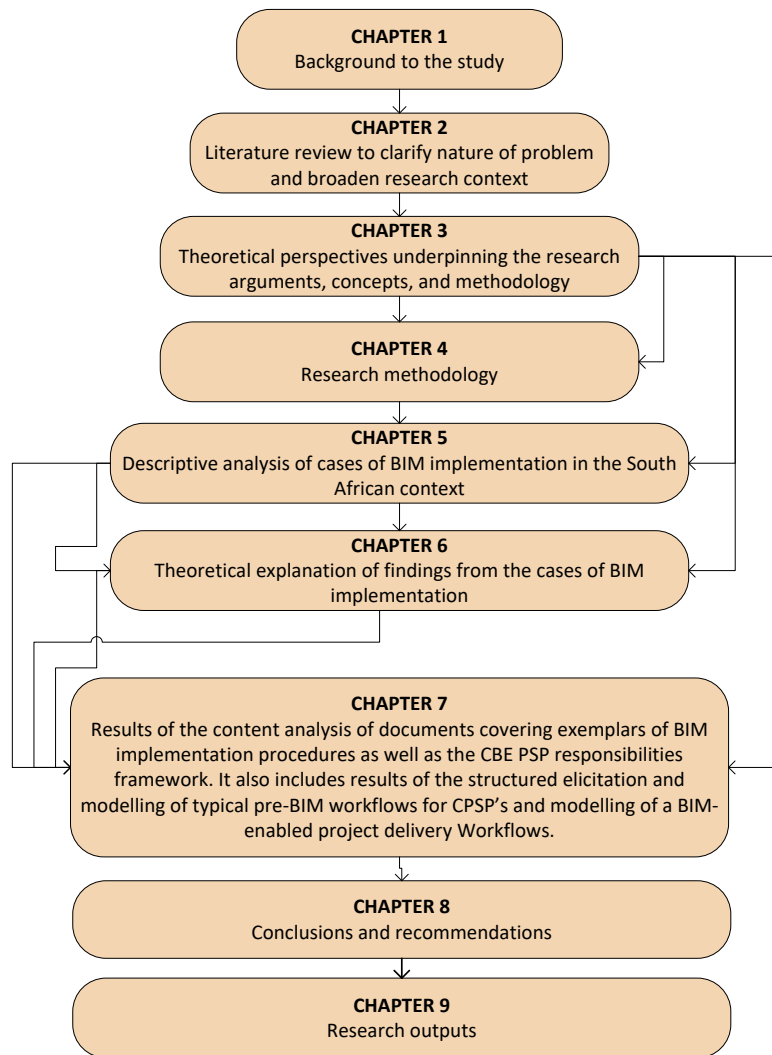 CHAPTER 1
Background to the study
CHAPTER 2
Literature review to clarify nature of problem
and broaden research context
CHAPTER 3
Theoretical perspectives underpinning the research
arguments, concepts, and methodology
CHAPTER 4
Research methodology
CHAPTER 5
Descriptive analysis of cases of BIM implementation in the South
African context
CHAPTER 6
Theoretical explanation of findings from the cases of BIM
implementation
CHAPTER 7
Results of the content analysis of documents covering exemplars of BIM
implementation procedures as well as the CBE PSP responsibilities
framework. It also includes results of the structured elicitation and
modelling of typical pre-BIM workflows for CPSP’s and modelling of a BIM-
enabled project delivery Workflows.
CHAPTER 8
Conclusions and recommendations
CHAPTER 9
Research outputs